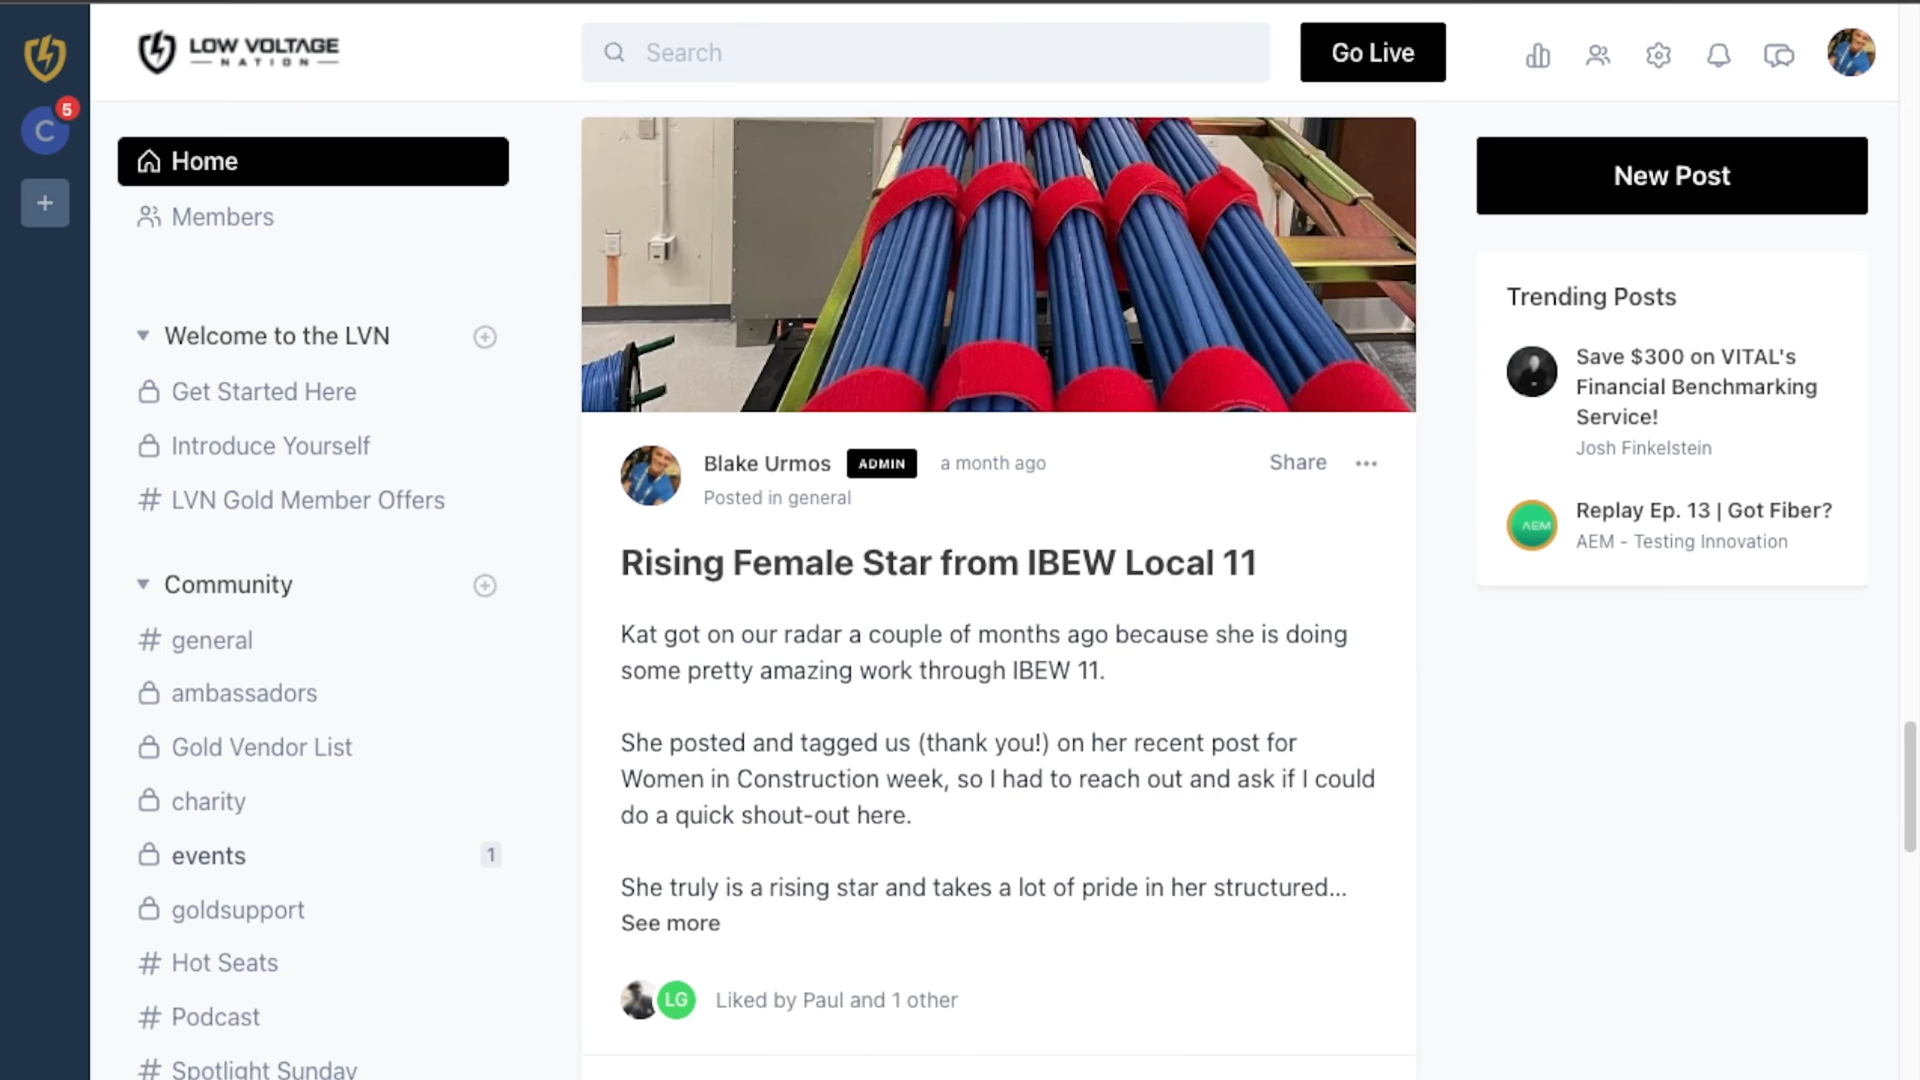 LOW VOLTAGE
NATION
Search
Go Live
C
5
Home
Members
Welcome to the LVN
Get Started Here
Introduce Yourself
# LVN Gold Member Offers
Community
# general
ambassadors
Gold Vendor List
charity
events 1
goldsupport
# Hot Seats
# Podcast
# Spotlight Sunday
Blake Urmos ADMIN a month ago Share ...
Posted in general
Rising Female Star from IBEW Local 11
Kat got on our radar a couple of months ago because she is doing
some pretty amazing work through IBEW 11.
She posted and tagged us (thank you!) on her recent post for
Women in Construction week, so I had to reach out and ask if I could
do a quick shout-out here.
She truly is a rising star and takes a lot of pride in her structured...
See more
LG Liked by Paul and 1 other
New Post
Trending Posts
Save $300 on VITAL's
Financial Benchmarking
Service!
Josh Finkelstein
AEM
Replay Ep. 13 | Got Fiber?
AEM - Testing Innovation